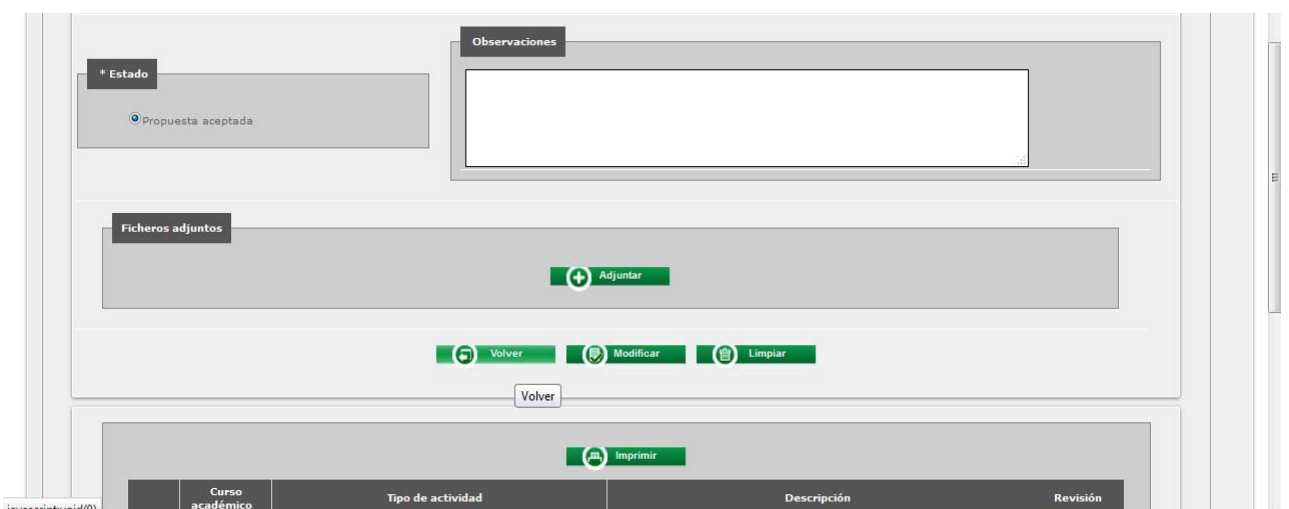 Observaciones
* Estado
Propuesta aceptada
Ficheros adjuntos
Adjuntar
Volver Modificar Limpiar
Volver
Imprimir
Curso académico Tipo de actividad Descripción Revisión